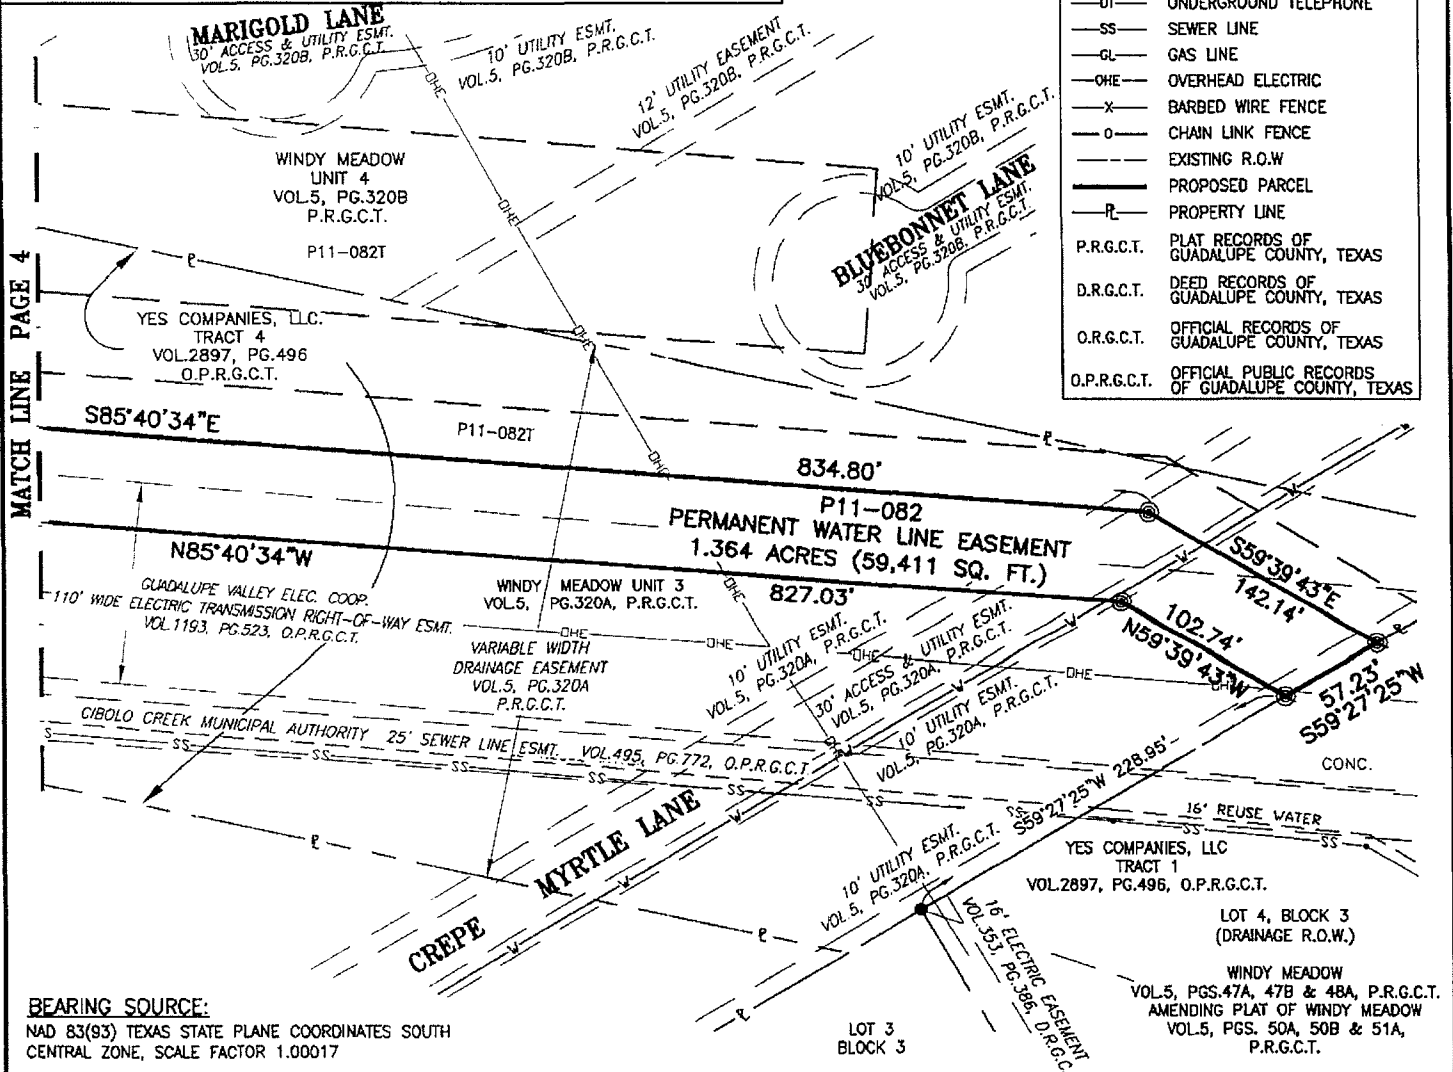 MARIGOLD LANE
30' ACCESS & UTILITY ESMT.
VOL.5, PG.320B, P.R.G.C.T.
10' UTILITY ESMT.
VOL.5, PG.320B, P.R.G.C.T.
12' UTILITY EASEMENT
VOL.5, PG.320B, P.R.G.C.T.
10' UTILITY ESMT.
VOL.5, PG.320B, P.R.G.C.T.
BLUEBONNET LANE
30' ACCESS & UTILITY ESMT.
VOL.5, PG.320B, P.R.G.C.T.
UT UNDERGROUND TELEPHONE
SS SEWER LINE
GL GAS LINE
OHE OVERHEAD ELECTRIC
X BARBED WIRE FENCE
O CHAIN LINK FENCE
EXISTING R.O.W
PROPOSED PARCEL
PL PROPERTY LINE
P.R.G.C.T. PLAT RECORDS OF
GUADALUPE COUNTY, TEXAS
D.R.G.C.T. DEED RECORDS OF
GUADALUPE COUNTY, TEXAS
O.R.G.C.T. OFFICIAL RECORDS OF
GUADALUPE COUNTY, TEXAS
O.P.R.G.C.T. OFFICIAL PUBLIC RECORDS
OF GUADALUPE COUNTY, TEXAS
WINDY MEADOW
UNIT 4
VOL.5, PG.320B
P.R.G.C.T.
P11-082T
MATCH LINE PAGE 4
YES COMPANIES, LLC.
TRACT 4
VOL.2897, PG.496
O.P.R.G.C.T.
S85°40'34"E
P11-082T
834.80'
P11-082
PERMANENT WATER LINE EASEMENT
1.364 ACRES (59,411 SQ. FT.)
N85°40'34"W
827.03'
S59°39'43"E
142.14'
102.74'
N59°39'43"W
57.23'
S59°27'25"W
GUADALUPE VALLEY ELEC. COOP.
110' WIDE ELECTRIC TRANSMISSION RIGHT-OF-WAY ESMT.
VOL.1193, PG.523, O.P.R.G.C.T.
WINDY MEADOW UNIT 3
VOL.5, PG.320A, P.R.G.C.T.
VARIABLE WIDTH
DRAINAGE EASEMENT
VOL.5, PG.320A
P.R.G.C.T.
10' UTILITY ESMT.
VOL.5, PG.320A, P.R.G.C.T.
30' ACCESS & UTILITY ESMT.
VOL.5, PG.320A, P.R.G.C.T.
10' UTILITY ESMT.
VOL.5, PG.320A, P.R.G.C.T.
CIBOLO CREEK MUNICIPAL AUTHORITY 25' SEWER LINE ESMT. VOL.495, PG.772, O.P.R.G.C.T.
CREPE MYRTLE LANE
S59°27'25"W 228.95'
CONC.
16' REUSE WATER
YES COMPANIES, LLC
TRACT 1
VOL.2897, PG.496, O.P.R.G.C.T.
10' UTILITY ESMT.
VOL.5, PG.320A, P.R.G.C.T.
16' ELECTRIC EASEMENT
VOL.353, PG.386, D.R.G.C
LOT 4, BLOCK 3
(DRAINAGE R.O.W.)
WINDY MEADOW
VOL.5, PGS.47A, 47B & 48A, P.R.G.C.T.
AMENDING PLAT OF WINDY MEADOW
VOL.5, PGS. 50A, 50B & 51A,
P.R.G.C.T.
LOT 3
BLOCK 3
BEARING SOURCE:
NAD 83(93) TEXAS STATE PLANE COORDINATES SOUTH
CENTRAL ZONE, SCALE FACTOR 1.00017